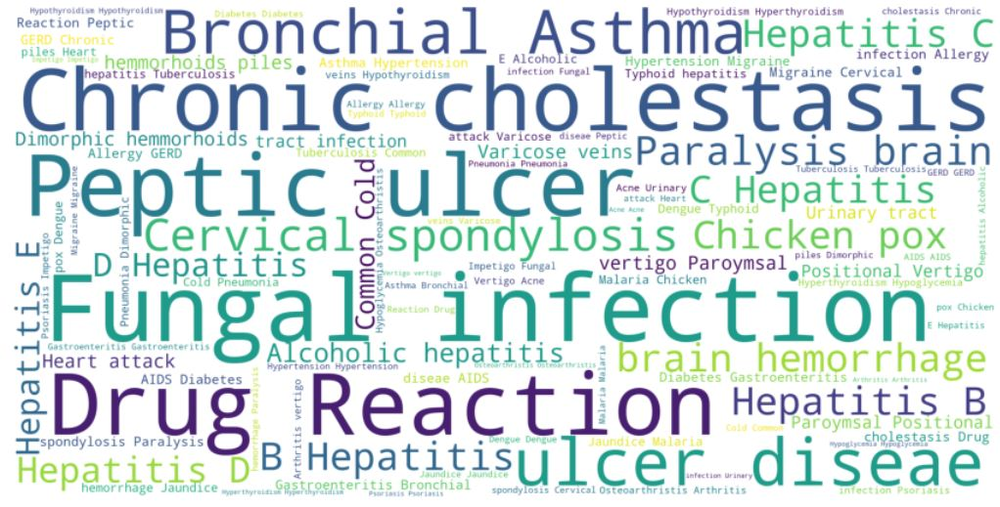 Hypothyroidism Hypothyroidism
Diabetes Diabetes
Hypothyroidism Hyperthyroidism
cholestasis Chronic
Reaction Peptic
Bronchial Asthma
Hepatitis C
GERD Chronic
piles Heart
Impetigo Impetigo
hemmorhoids piles
Asthma Hypertension
E Alcoholic
Hypertension Migraine
infection Allergy
hepatitis Tuberculosis
veins Hypothyroidism
infection Fungal
Typhoid hepatitis
Migraine Cervical
Chronic cholestasis
Allergy Allergy
Typhoid Typhoid
Dimorphic hemmorhoids
tract infection
attack Varicose
disease Peptic
Paralysis brain
Allergy GERD
Tuberculosis Common
Varicose veins
Pneumonia Pneumonia
Tuberculosis Tuberculosis
GERD GERD
Peptic ulcer
Acne Urinary
attack Heart
Acne Acne
C Hepatitis
Dengue Typhoid
Urinary tract
hepatitis Alcoholic
pox Dengue
Migraine Migraine
Pneumonia Dimorphic
Common Cold
Hypoglycemia Osteoarthristis
veins Varicose
Cervical spondylosis
Chicken pox
Psoriasis Impetigo
Hepatitis E
D Hepatitis
Cold Pneumonia
Vertigo vertigo
Asthma Bronchial
Impetigo Fungal
Vertigo Acne
vertigo Paroymsal
Malaria Chicken
piles Dimorphic
AIDS AIDS
Positional Vertigo
Hyperthyroidism Hypoglycemia
Fungal infection
Reaction Drug
pox Chicken
E Hepatitis
Gastroenteritis Gastroenteritis
Heart attack
Alcoholic hepatitis
brain hemorrhage
Hypertension Hypertension
Osteoarthristis Osteoarthristis
Malaria Malaria
AIDS Diabetes
hemorrhage Paralysis
Arthritis vertigo
diseae AIDS
Diabetes Gastroenteritis
Arthritis Arthritis
Drug Reaction
Hepatitis B
Paroymsal Positional
Cold Common
cholestasis Drug
spondylosis Paralysis
Dengue Dengue
Jaundice Malaria
Hypoglycemia Hypoglycemia
Hepatitis D
B Hepatitis
ulcer diseae
Jaundice Jaundice
infection Urinary
hemorrhage Jaundice
Gastroenteritis Bronchial
Hyperthyroidism Hyperthyroidism
Psoriasis Psoriasis
spondylosis Cervical
Osteoarthristis Arthritis
infection Psoriasis